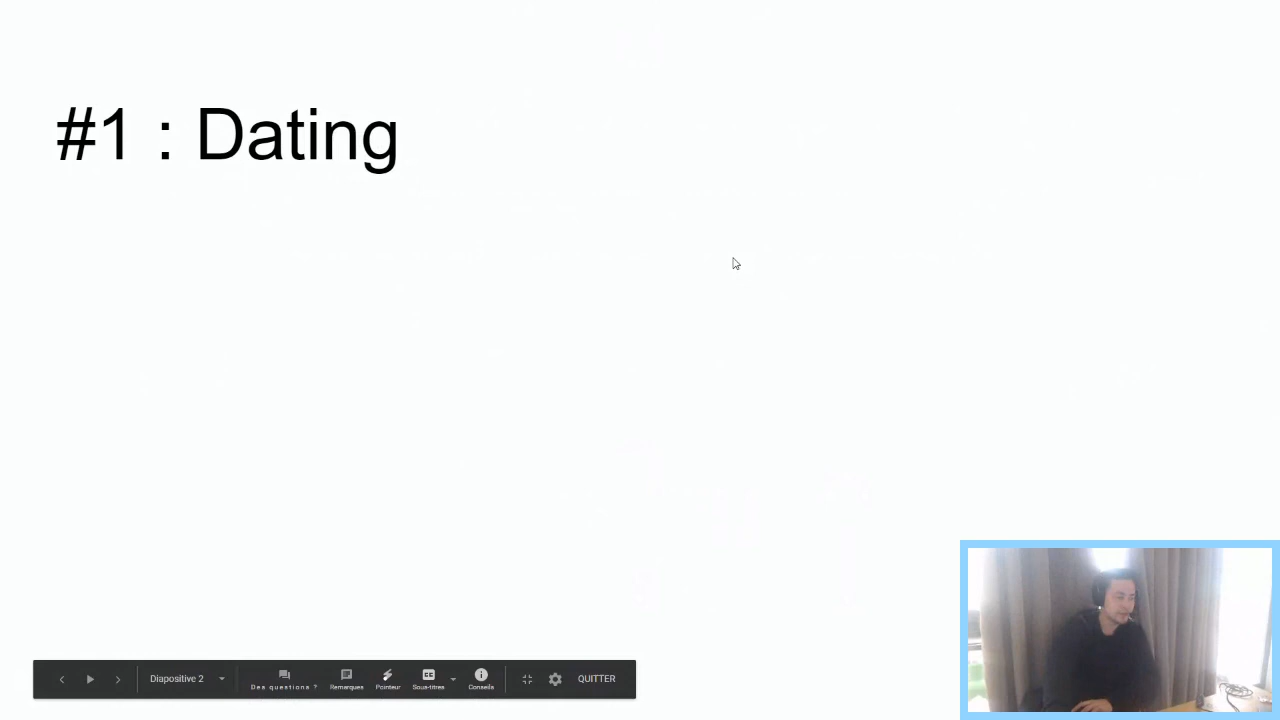 #1 : Dating
Diapositive 2
Des questions ?
Remarques
Pointeur
Sous-titres
Conseils
QUITTER